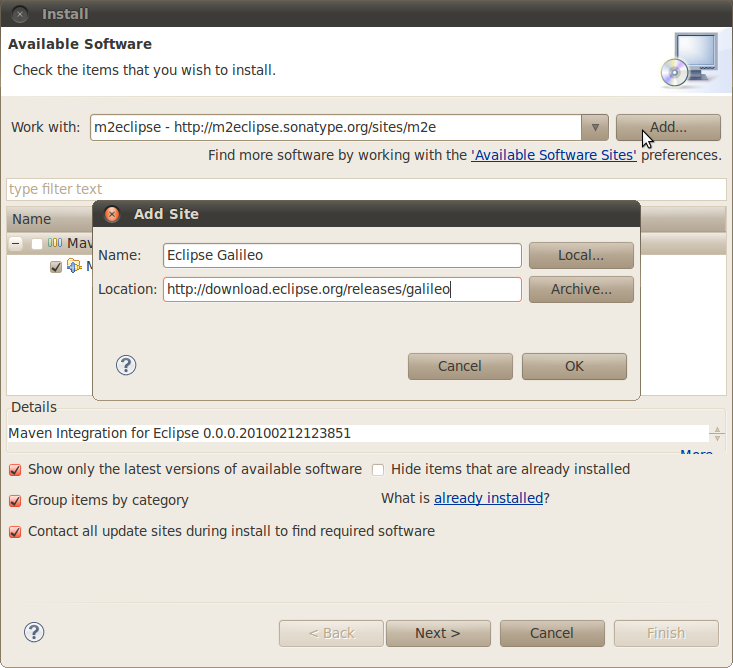 Install
Available Software
Check the items that you wish to install.
Work with: m2eclipse - http://m2eclipse.sonatype.org/sites/m2e Add...
Find more software by working with the 'Available Software Sites' preferences.
type filter text
Name
Add Site
Name: Eclipse Galileo Local...
Location: http://download.eclipse.org/releases/galileo Archive...
? Cancel OK
Details
Maven Integration for Eclipse 0.0.0.20100212123851
Show only the latest versions of available software Hide items that are already installed
Group items by category What is already installed?
Contact all update sites during install to find required software
? < Back Next > Cancel Finish